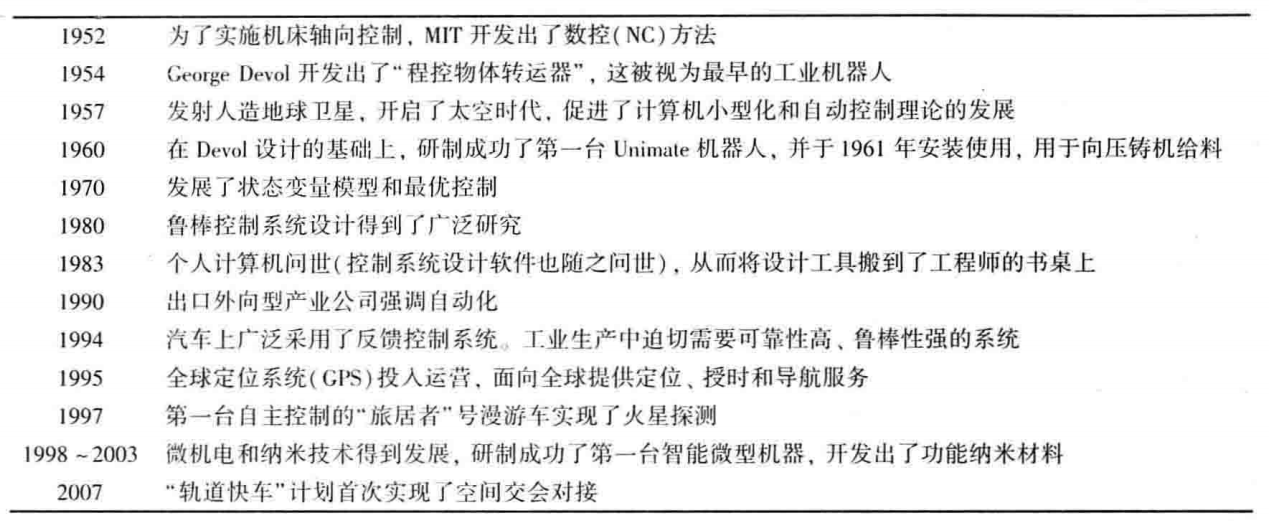 1952 为了实施机床轴向控制, MIT 开发出了数控(NC)方法
1954 George Devol 开发出了“程控物体转运器”, 这被视为最早的工业机器人
1957 发射人造地球卫星, 开启了太空时代, 促进了计算机小型化和自动控制理论的发展
1960 在 Devol 设计的基础上, 研制成功了第一台 Unimate 机器人, 并于 1961 年安装使用, 用于向压铸机给料
1970 发展了状态变量模型和最优控制
1980 鲁棒控制系统设计得到了广泛研究
1983 个人计算机问世(控制系统设计软件也随之问世), 从而将设计工具搬到了工程师的书桌上
1990 出口外向型产业公司强调自动化
1994 汽车上广泛采用了反馈控制系统。工业生产中迫切需要可靠性高、鲁棒性强的系统
1995 全球定位系统(GPS)投入运营, 面向全球提供定位、授时和导航服务
1997 第一台自主控制的“旅居者”号漫游车实现了火星探测
1998 ~ 2003 微机电和纳米技术得到发展, 研制成功了第一台智能微型机器, 开发出了功能纳米材料
2007 “轨道快车”计划首次实现了空间交会对接